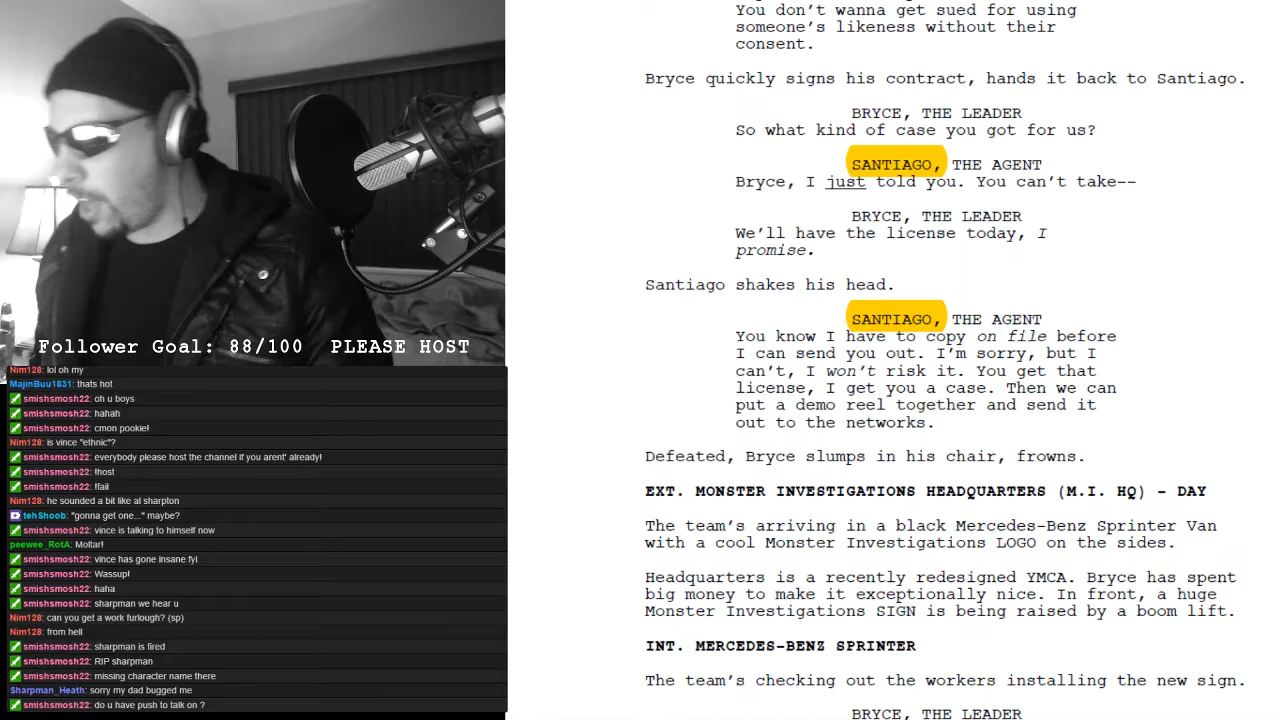 You don't wanna get sued for using
someone's likeness without their
consent.
Bryce quickly signs his contract, hands it back to Santiago.
BRYCE, THE LEADER
So what kind of case you got for us?
SANTIAGO, THE AGENT
Bryce, I just told you. You can't take--
BRYCE, THE LEADER
We'll have the license today, I
promise.
Santiago shakes his head.
SANTIAGO, THE AGENT
You know I have to copy on file before
I can send you out. I'm sorry, but I
can't, I won't risk it. You get that
license, I get you a case. Then we can
put a demo reel together and send it
out to the networks.
Defeated, Bryce slumps in his chair, frowns.
EXT. MONSTER INVESTIGATIONS HEADQUARTERS (M.I. HQ) - DAY
The team's arriving in a black Mercedes-Benz Sprinter Van
with a cool Monster Investigations LOGO on the sides.
Headquarters is a recently redesigned YMCA. Bryce has spent
big money to make it exceptionally nice. In front, a huge
Monster Investigations SIGN is being raised by a boom lift.
INT. MERCEDES-BENZ SPRINTER
The team's checking out the workers installing the new sign.
BRYCE, THE LEADER
Follower Goal: 88/100 PLEASE HOST
Nim128: lol oh my
MajinBuu1831: thats hot
smishsmosh22: oh u boys
smishsmosh22: hahah
smishsmosh22: cmon pookie!
Nim128: is vince "ethnic"?
smishsmosh22: everybody please host the channel if you arent' already!
smishsmosh22: !host
smishsmosh22: !fail
Nim128: he sounded a bit like al sharpton
tehShoob: "gonna get one..." maybe?
smishsmosh22: vince is talking to himself now
peewee_RotA: Moltar!
smishsmosh22: vince has gone insane fyi
smishsmosh22: Wassup!
smishsmosh22: haha
smishsmosh22: sharpman we hear u
Nim128: can you get a work furlough? (sp)
Nim128: from hell
smishsmosh22: sharpman is fired
smishsmosh22: RIP sharpman
smishsmosh22: missing character name there
Sharpman_Heath: sorry my dad bugged me
smishsmosh22: do u have push to talk on ?